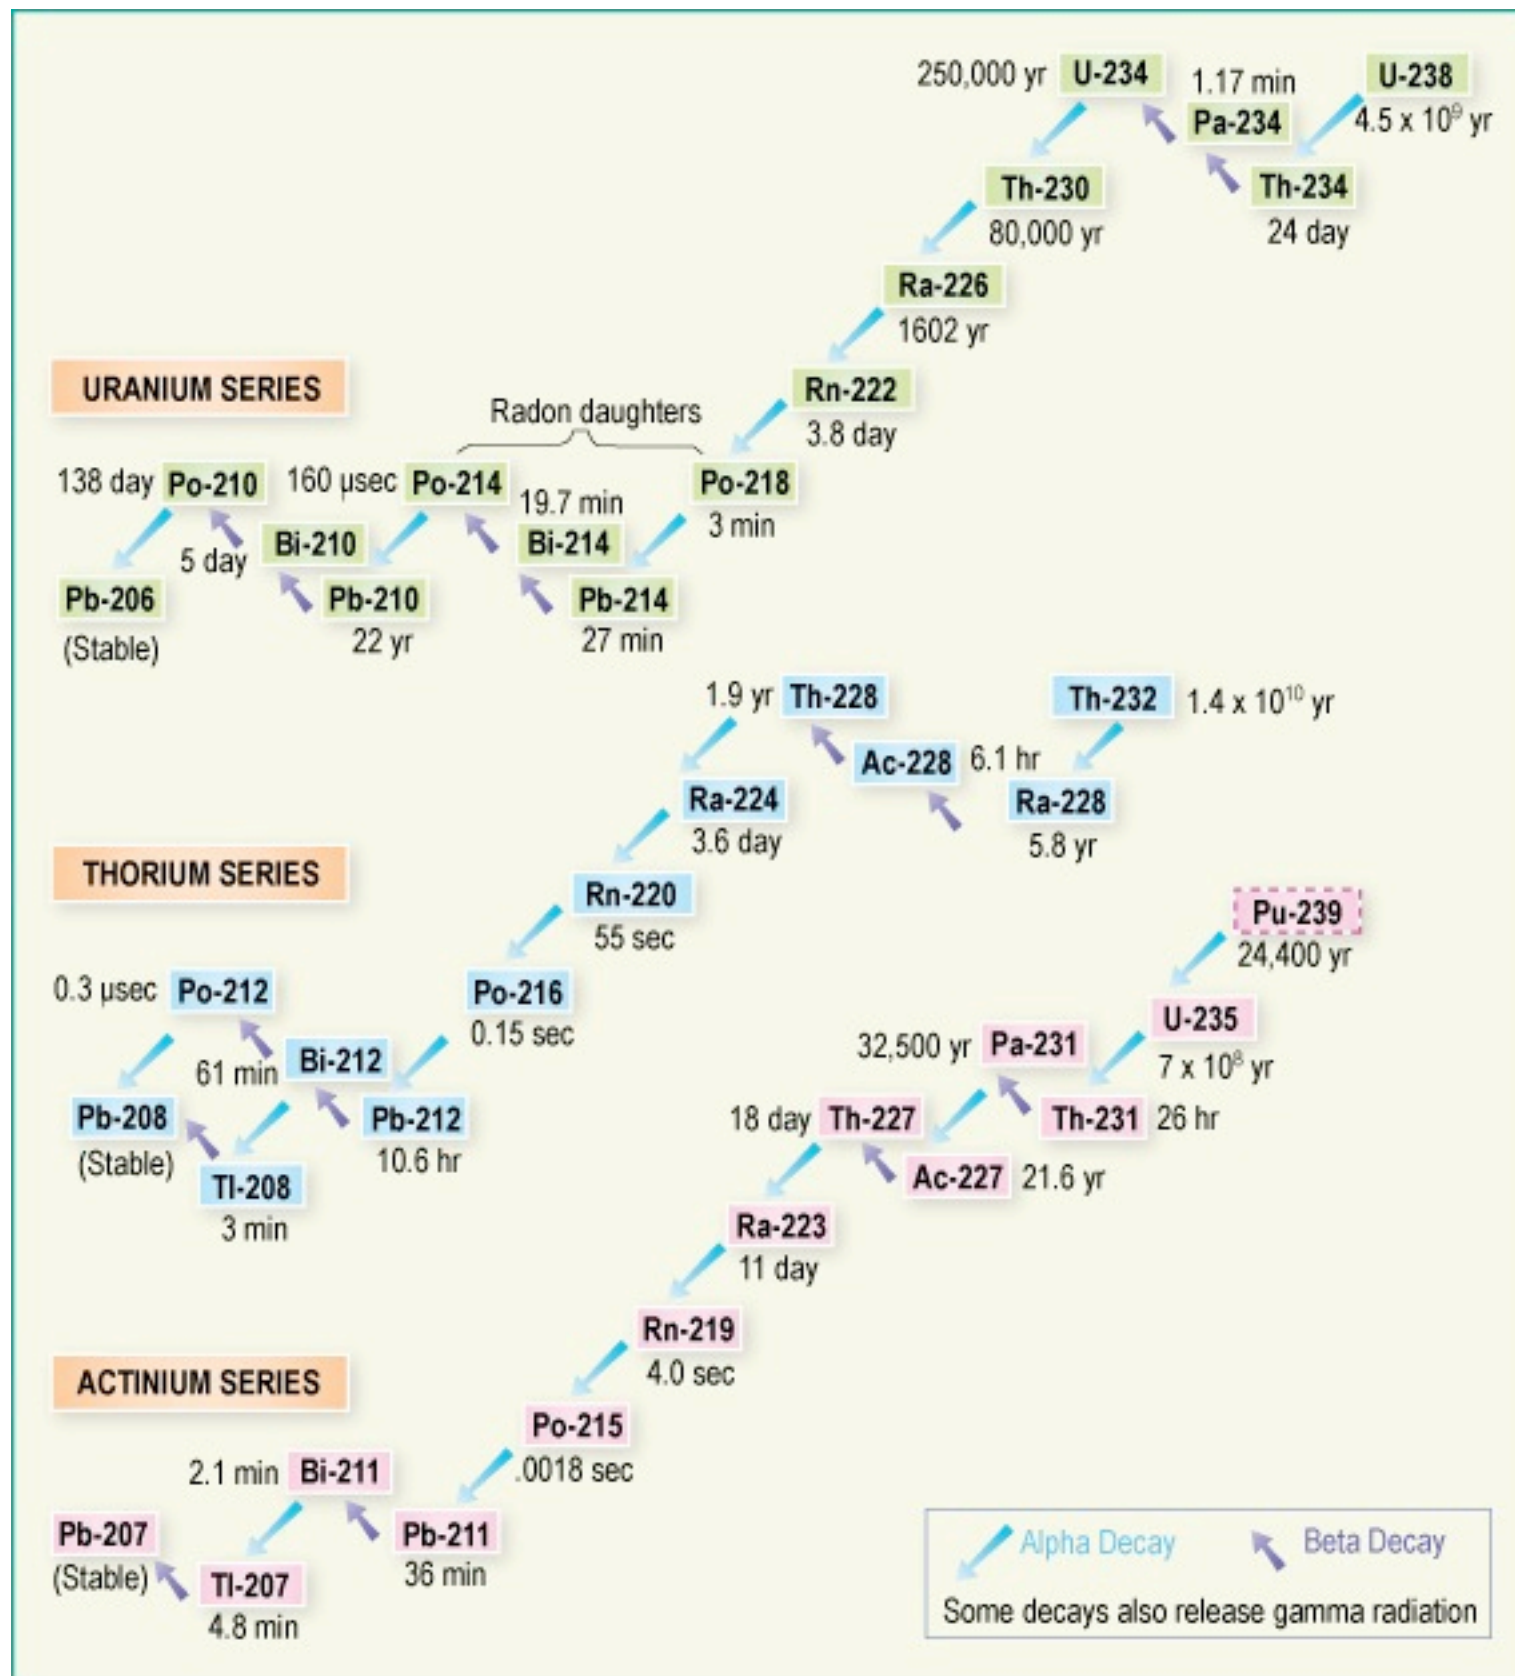 250,000 yr U-234 1.17 min U-238
Pa-234 4.5 x 10⁹ yr
Th-230 Th-234
80,000 yr 24 day
Ra-226
1602 yr
URANIUM SERIES Rn-222
Radon daughters 3.8 day
138 day Po-210 160 µsec Po-214 19.7 min Po-218
3 min
5 day Bi-210 Bi-214
Pb-206 Pb-210 Pb-214
(Stable) 22 yr 27 min
1.9 yr Th-228 Th-232 1.4 x 10¹⁰ yr
Ac-228 6.1 hr
Ra-224 Ra-228
3.6 day 5.8 yr
THORIUM SERIES
Rn-220 Pu-239
55 sec 24,400 yr
0.3 µsec Po-212 Po-216 U-235
0.15 sec 32,500 yr Pa-231
61 min Bi-212 7 x 10⁸ yr
Pb-208 Pb-212 18 day Th-227 Th-231 26 hr
(Stable) 10.6 hr
Tl-208 Ac-227 21.6 yr
3 min Ra-223
11 day
Rn-219
ACTINIUM SERIES 4.0 sec
Po-215
2.1 min Bi-211 .0018 sec
Pb-207 Pb-211
(Stable) 36 min
Tl-207
4.8 min
Alpha Decay Beta Decay
Some decays also release gamma radiation